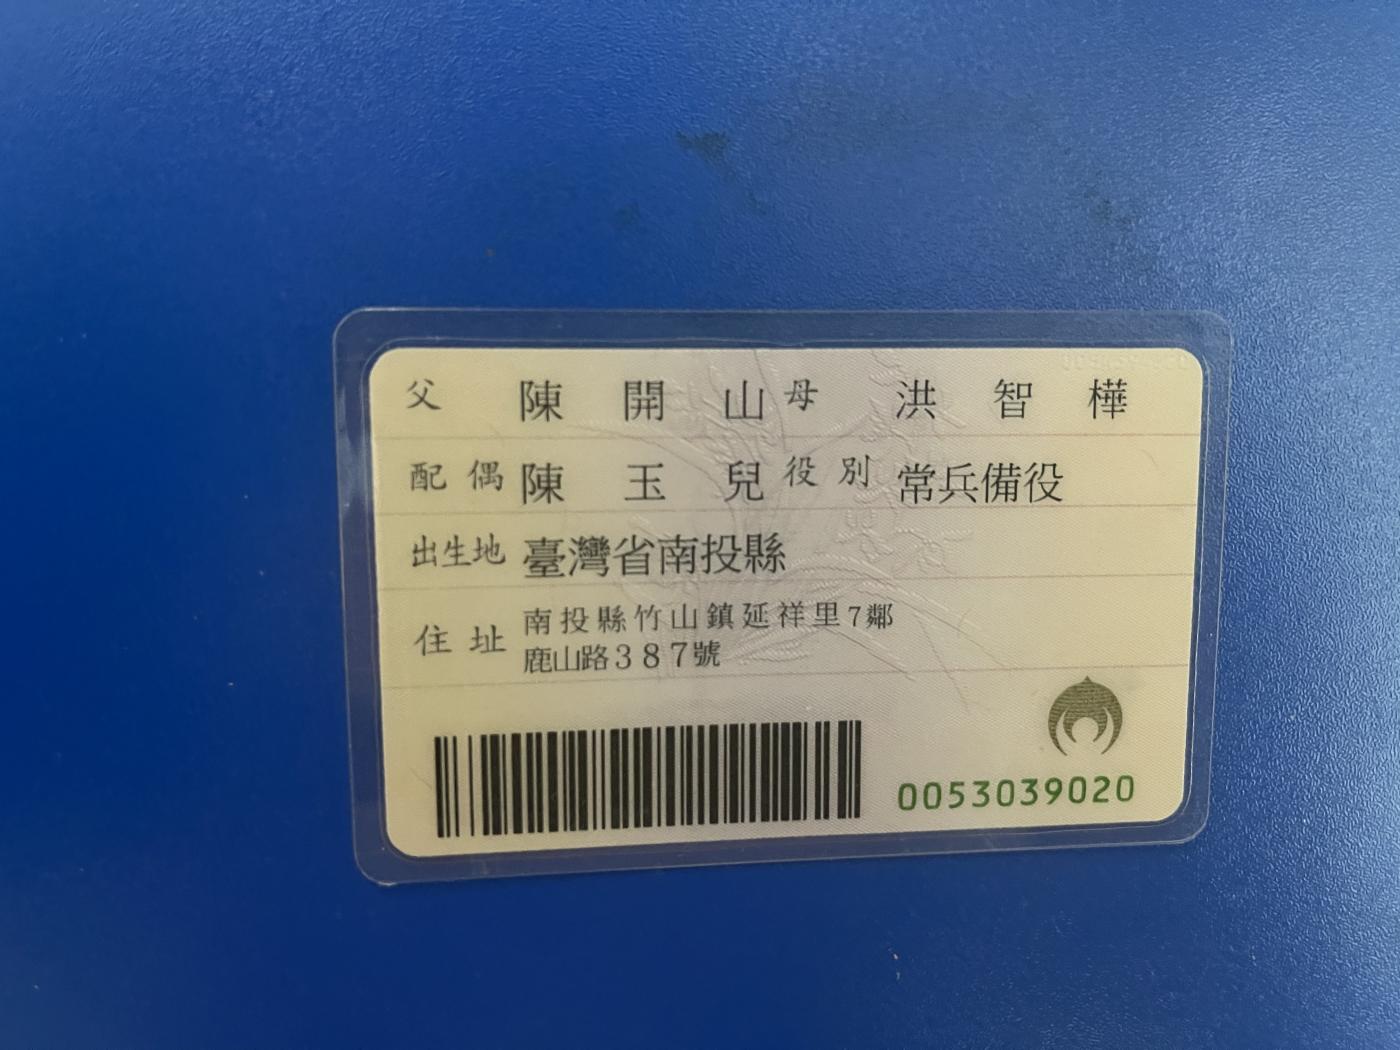 父 陳開山 母 洪智樺
配偶 陳玉兒 役別 常兵備役
出生地 臺灣省南投縣
住址 南投縣竹山鎮延祥里7鄰
鹿山路387號
0053039020